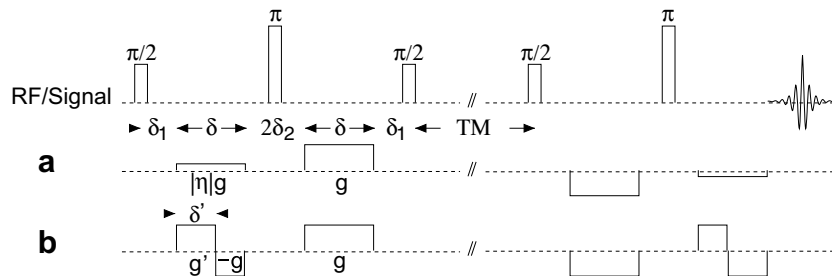 π π
π/2 π/2 π/2
RF/Signal
δ₁ δ 2δ₂ δ δ₁ TM
a
|η|g g
δ'
b
g' -g g